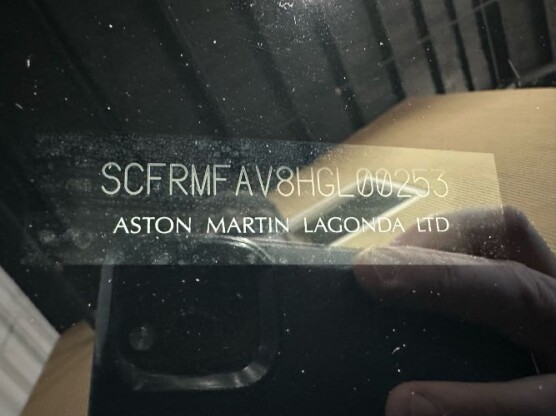 SCFRMFAV8HGL00253
ASTON MARTIN LAGONDA LTD